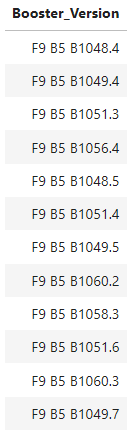 Booster_Version
F9 B5 B1048.4
F9 B5 B1049.4
F9 B5 B1051.3
F9 B5 B1056.4
F9 B5 B1048.5
F9 B5 B1051.4
F9 B5 B1049.5
F9 B5 B1060.2
F9 B5 B1058.3
F9 B5 B1051.6
F9 B5 B1060.3
F9 B5 B1049.7